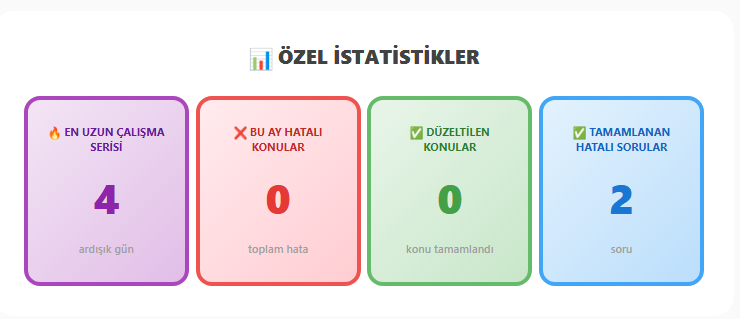 📊 ÖZEL İSTATİSTİKLER
🔥 EN UZUN ÇALIŞMA
SERİSİ
4
ardışık gün
❌ BU AY HATALI
KONULAR
0
toplam hata
✅ DÜZELTİLEN
KONULAR
0
konu tamamlandı
✅ TAMAMLANAN
HATALI SORULAR
2
soru